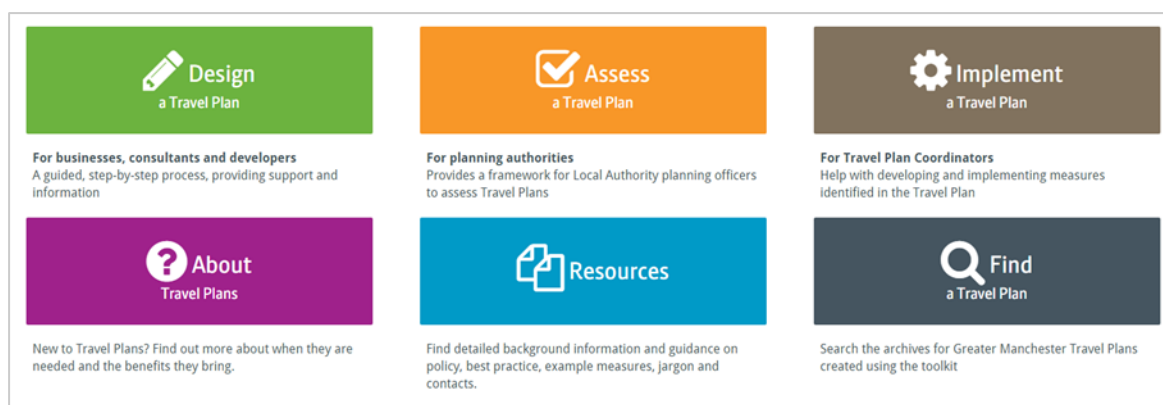 Design
a Travel Plan
For businesses, consultants and developers
A guided, step-by-step process, providing support and
information
Assess
a Travel Plan
For planning authorities
Provides a framework for Local Authority planning officers
to assess Travel Plans
Implement
a Travel Plan
For Travel Plan Coordinators
Help with developing and implementing measures
identified in the Travel Plan
About
Travel Plans
New to Travel Plans? Find out more about when they are
needed and the benefits they bring.
Resources
Find detailed background information and guidance on
policy, best practice, example measures, jargon and
contacts.
Find
a Travel Plan
Search the archives for Greater Manchester Travel Plans
created using the toolkit